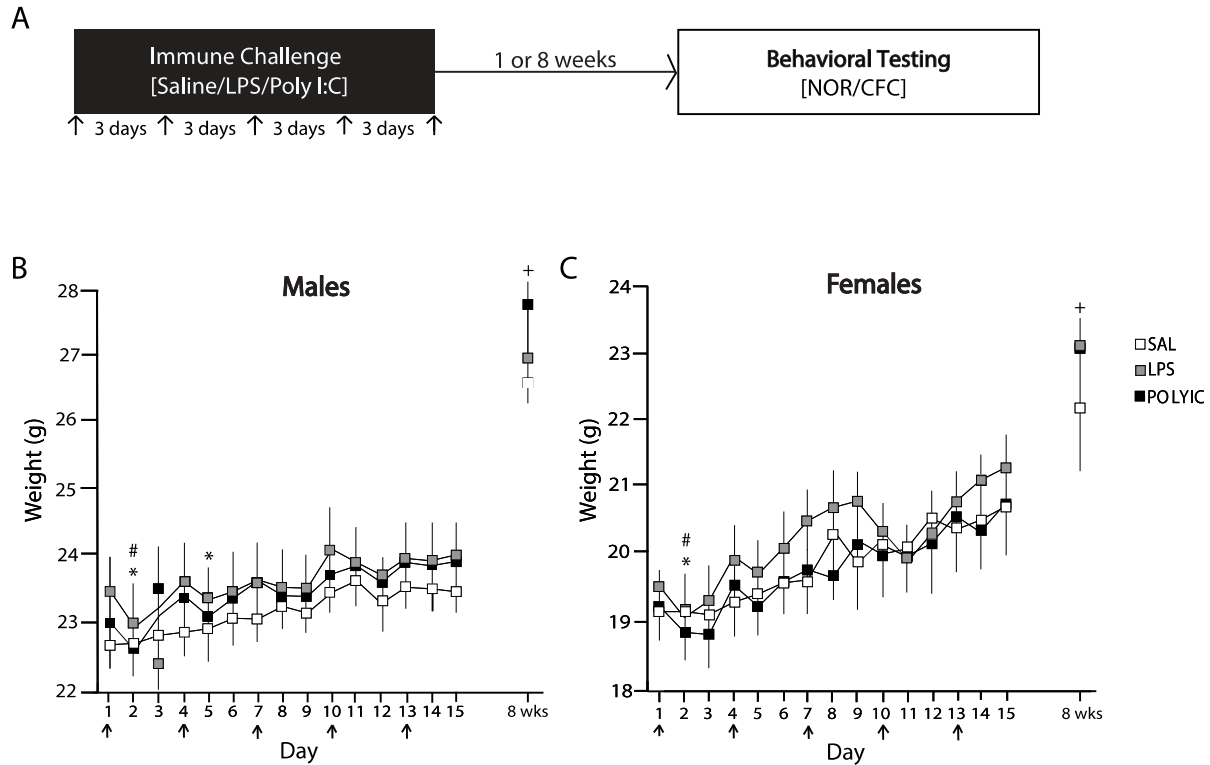 A
Immune Challenge
[Saline/LPS/Poly I:C]
1 or 8 weeks
Behavioral Testing
[NOR/CFC]
3 days 3 days 3 days 3 days
B
Males
+
28
27
26
25
24
23
22
Weight (g)
#
*
*
1 2 3 4 5 6 7 8 9 10 11 12 13 14 15 8 wks
Day
C
Females
+
24
23
22
21
20
19
18
Weight (g)
#
*
1 2 3 4 5 6 7 8 9 10 11 12 13 14 15 8 wks
Day
SAL
LPS
POLYIC